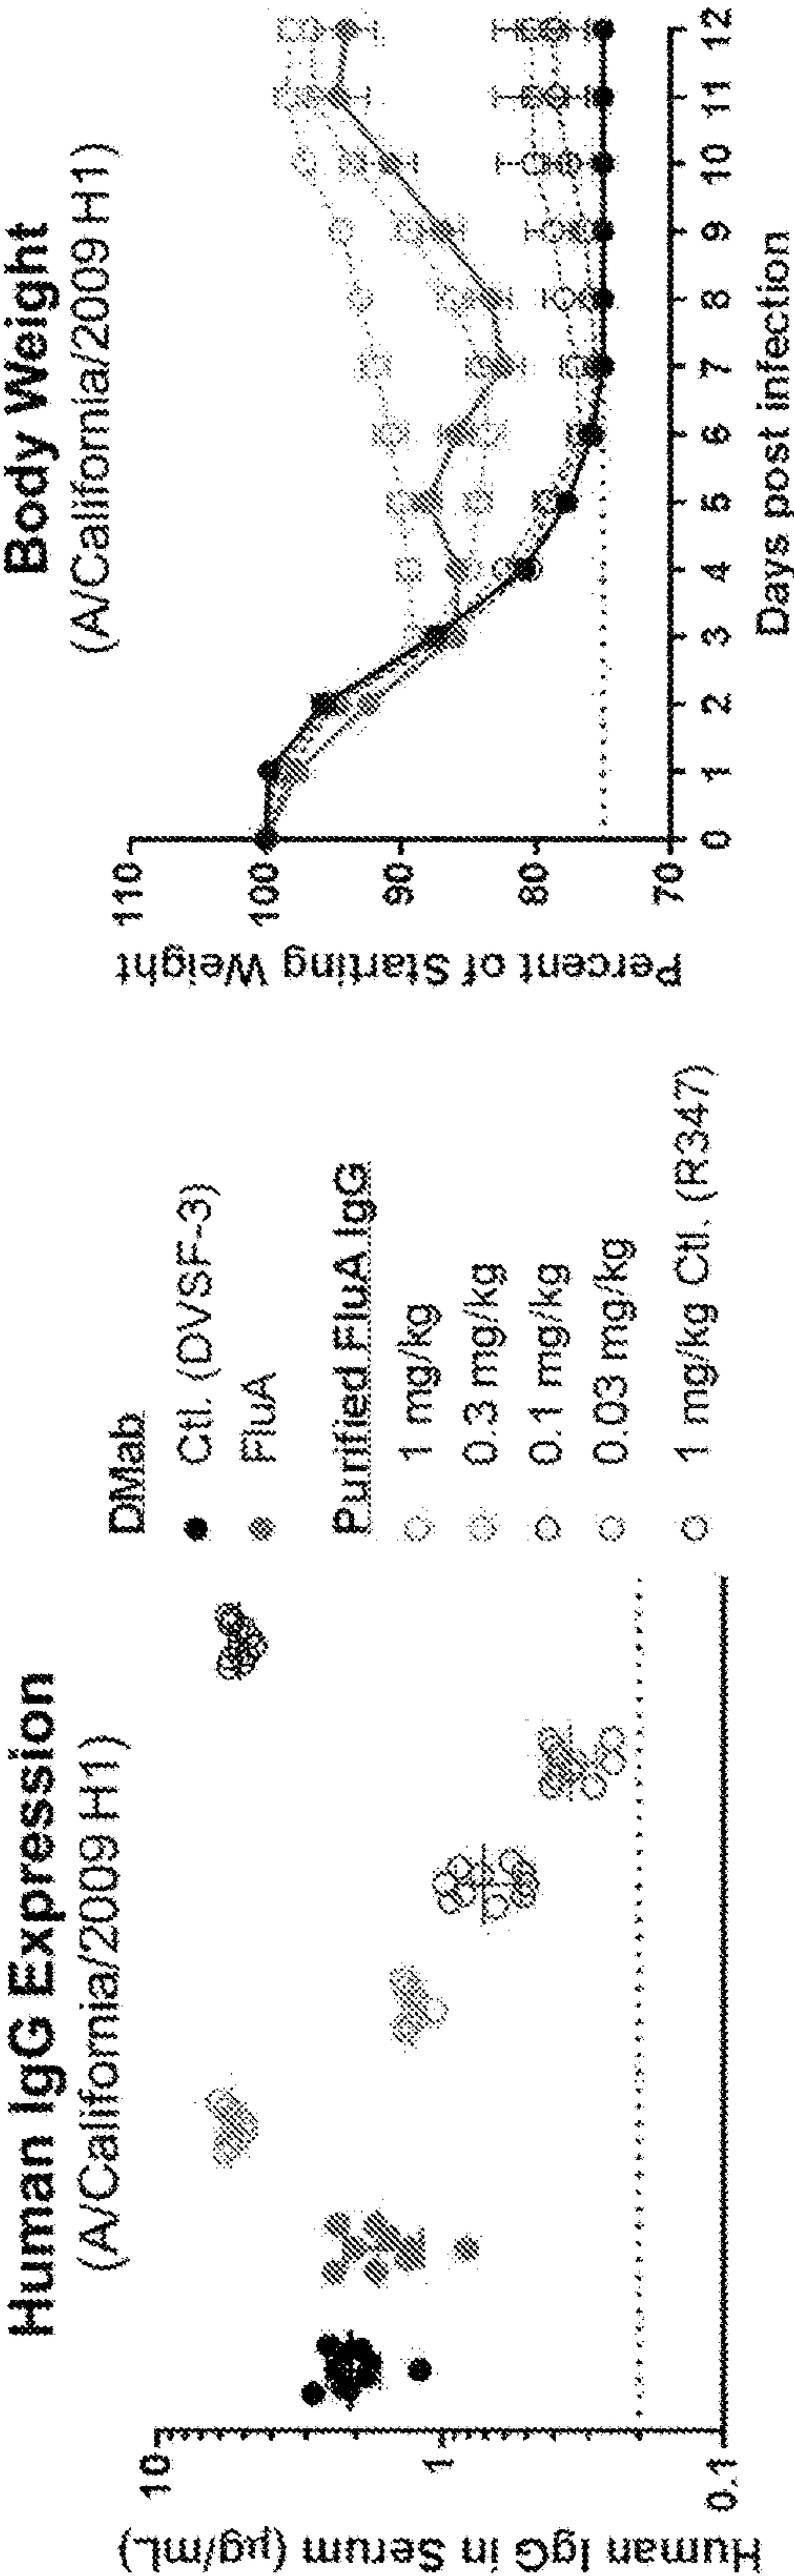 Human IgG Expression
(A/California/2009 H1)
Human IgG in Serum (µg/mL)
10
1
0.1
DMab
Ctl. (DVSF-3)
FluA
Purified FluA IgG
1 mg/kg
0.3 mg/kg
0.1 mg/kg
0.03 mg/kg
1 mg/kg Ctl. (R347)
Body Weight
(A/California/2009 H1)
Percent of Starting Weight
110
100
90
80
70
0 1 2 3 4 5 6 7 8 9 10 11 12
Days post infection